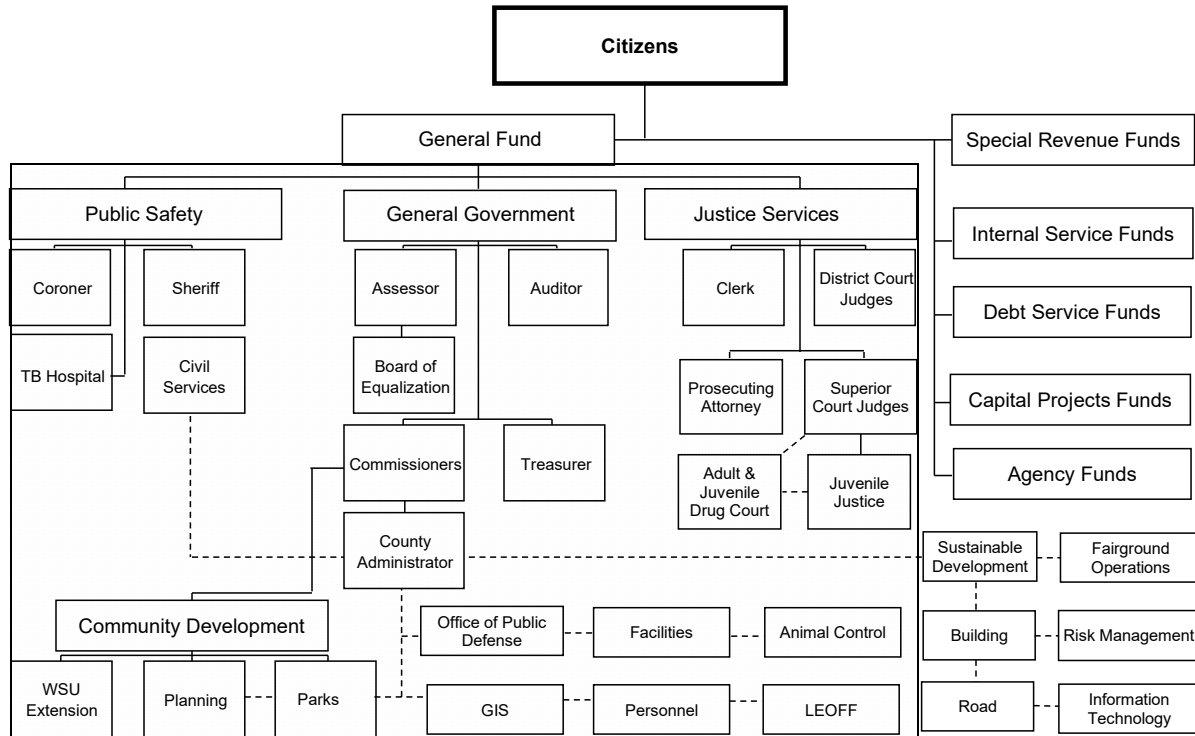 Citizens
General Fund
Special Revenue Funds
Public Safety
General Government
Justice Services
Internal Service Funds
Coroner
Sheriff
Assessor
Auditor
Clerk
District Court
Judges
Debt Service Funds
TB Hospital
Civil
Services
Board of
Equalization
Prosecuting
Attorney
Superior
Court Judges
Capital Projects Funds
Commissioners
Treasurer
Adult &
Juvenile
Drug Court
Juvenile
Justice
Agency Funds
County
Administrator
Sustainable
Development
Fairground
Operations
Community Development
Office of Public
Defense
Facilities
Animal Control
Building
Risk Management
WSU
Extension
Planning
Parks
GIS
Personnel
LEOFF
Road
Information
Technology